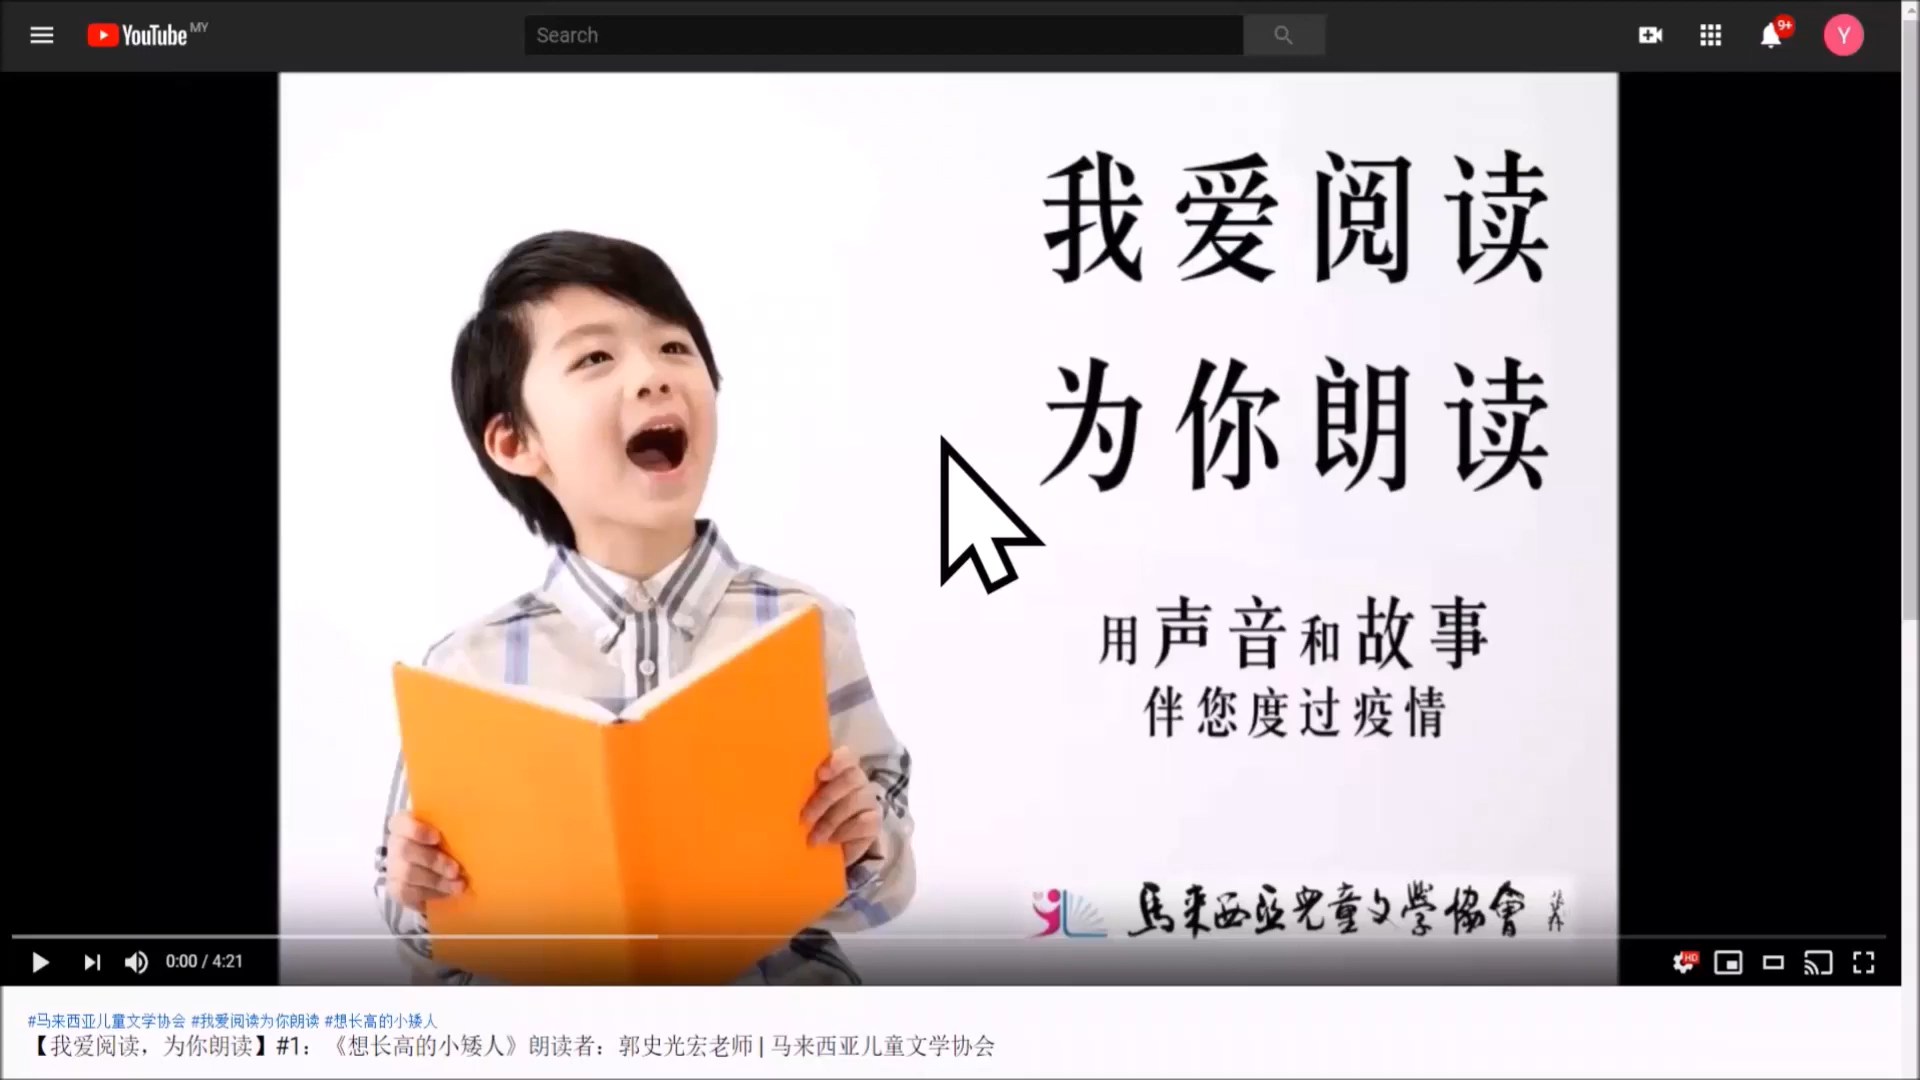 YouTube MY
Search
9+
Y
我爱阅读
为你朗读
用声音和故事
伴您度过疫情
馬来西亞兒童文學協會
0:00 / 4:21
HD
#马来西亚儿童文学协会 #我爱阅读为你朗读 #想长高的小矮人
【我爱阅读，为你朗读】#1：《想长高的小矮人》朗读者：郭史光宏老师 | 马来西亚儿童文学协会